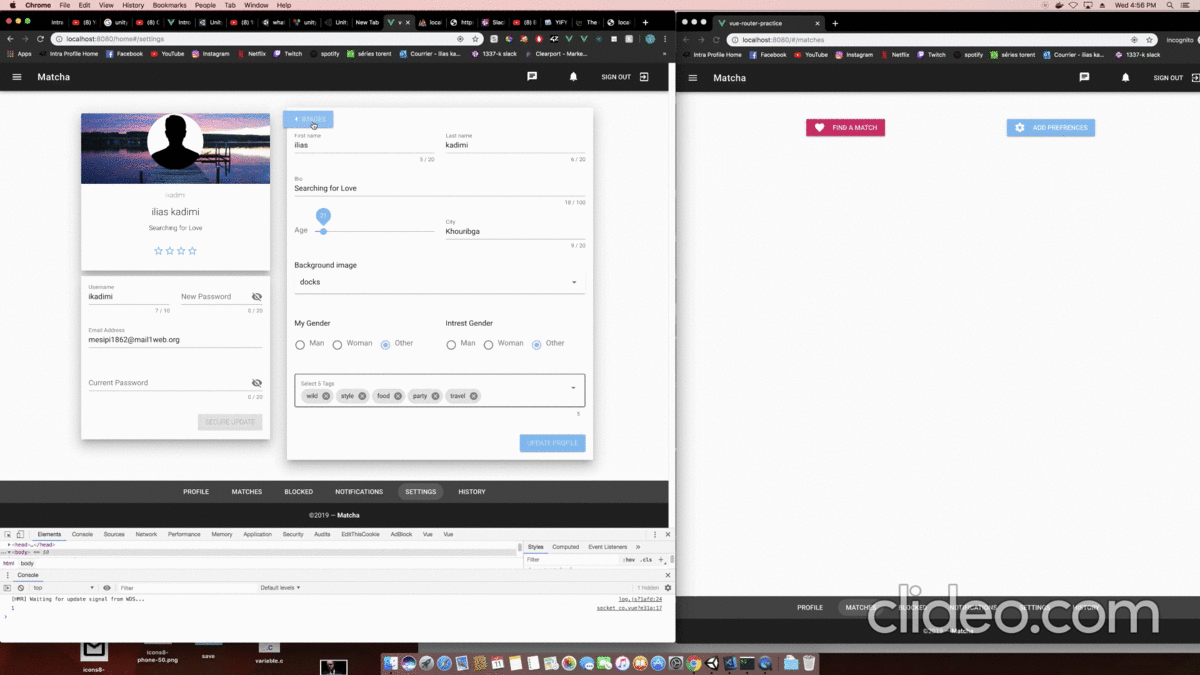 Chrome File Edit View History Bookmarks People Tab Window Help
Wed 4:56 PM
localhost:8080/home#/settings
Apps Intra Profile Home Facebook YouTube Instagram Netflix Twitch spotify séries torent Courrier - ilias ka... 1337-k slack Clearport - Marke...
Matcha
SIGN OUT
ikadimi
ilias kadimi
Searching for Love
Username
ikadimi
7 / 10
New Password
0 / 20
Email Address
mesipi1862@mail1web.org
Current Password
0 / 20
SECURE UPDATE
First name
ilias
5 / 20
Last name
kadimi
6 / 20
Bio
Searching for Love
18 / 100
Age
21
City
Khouribga
9 / 20
Background image
docks
My Gender
Man Woman Other
Intrest Gender
Man Woman Other
Select 5 Tags
wild style food party travel
5
UPDATE PROFILE
PROFILE MATCHES BLOCKED NOTIFICATIONS SETTINGS HISTORY
©2019 — Matcha
Elements Console Sources Network Performance Memory Application Security Audits EditThisCookie AdBlock Vue Vue
<head>…</head>
<body> == $0
html body
Styles Computed Event Listeners »
Filter :hov .cls +
Console
top Filter Default levels 1 hidden
[HMR] Waiting for update signal from WDS... log.js?1afd:24
1
vue-router-practice
localhost:8080/#/matches
Incognito
Intra Profile Home Facebook YouTube Instagram Netflix Twitch spotify séries torent Courrier - ilias ka... 1337-k slack
Matcha
SIGN OUT
FIND A MATCH
ADD PREFRENCES
PROFILE MATCHES BLOCKED NOTIFICATIONS SETTINGS HISTORY
©2019 — Matcha
clideo.com
icons8-
icons8-phone-50.png
save
variable.c